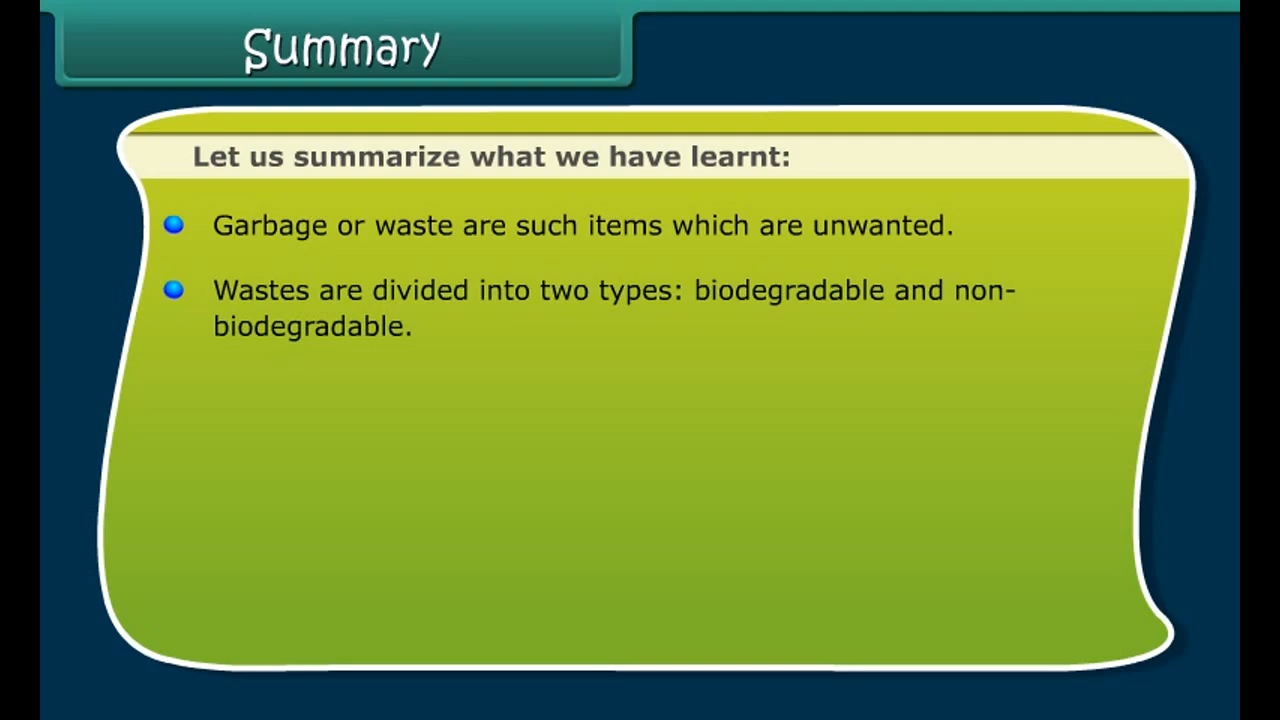 Summary
Let us summarize what we have learnt:
Garbage or waste are such items which are unwanted.
Wastes are divided into two types: biodegradable and non-
biodegradable.